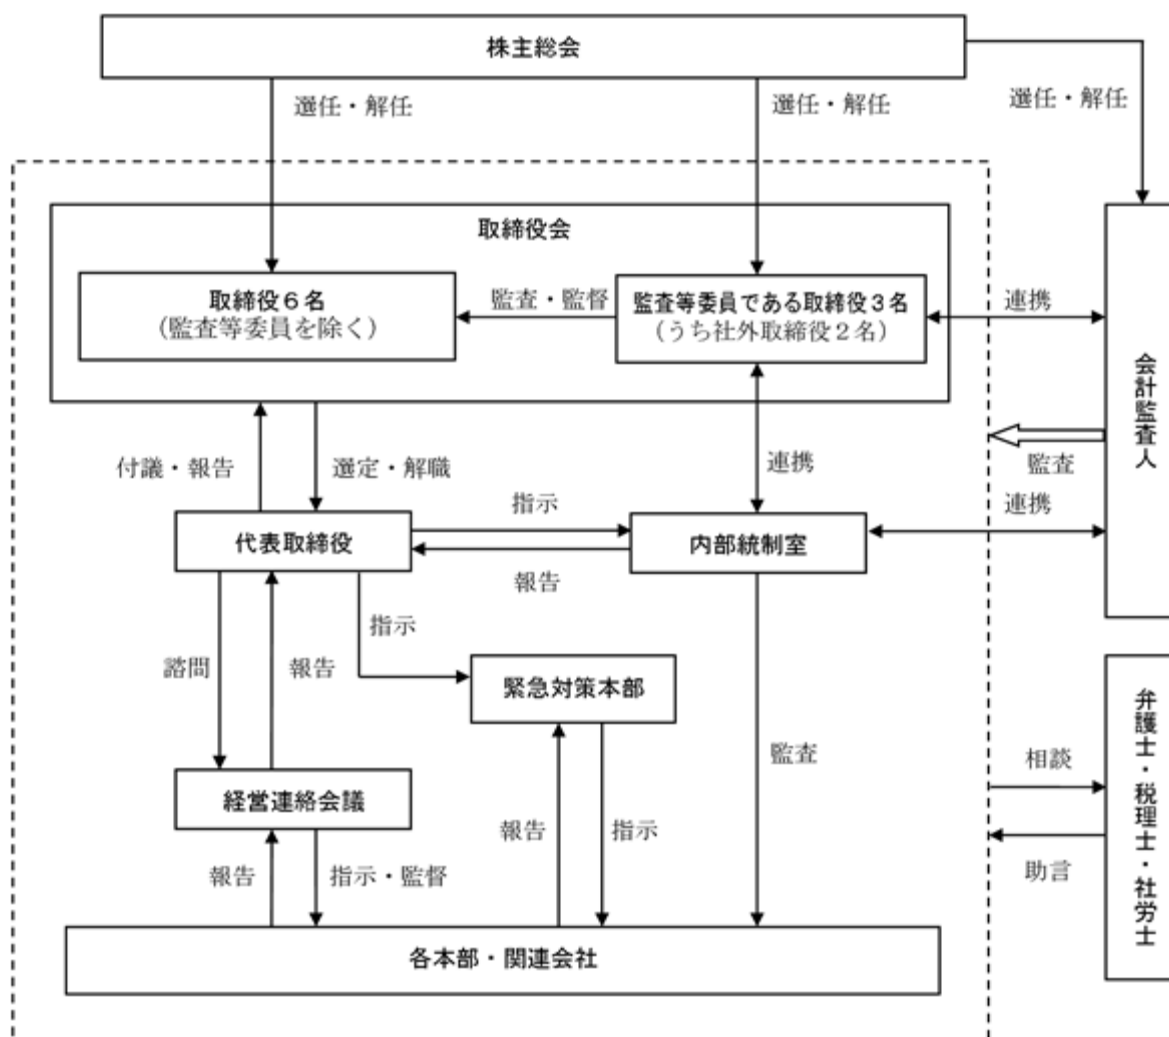 株主総会
選任・解任
選任・解任
選任・解任
取締役会
取締役６名
（監査等委員を除く）
監査・監督
監査等委員である取締役３名
（うち社外取締役２名）
連携
会計監査人
監査
付議・報告
選定・解職
連携
連携
代表取締役
指示
報告
内部統制室
諮問
報告
指示
緊急対策本部
監査
経営連絡会議
報告
指示・監督
報告
指示
相談
助言
弁護士・税理士・社労士
各本部・関連会社